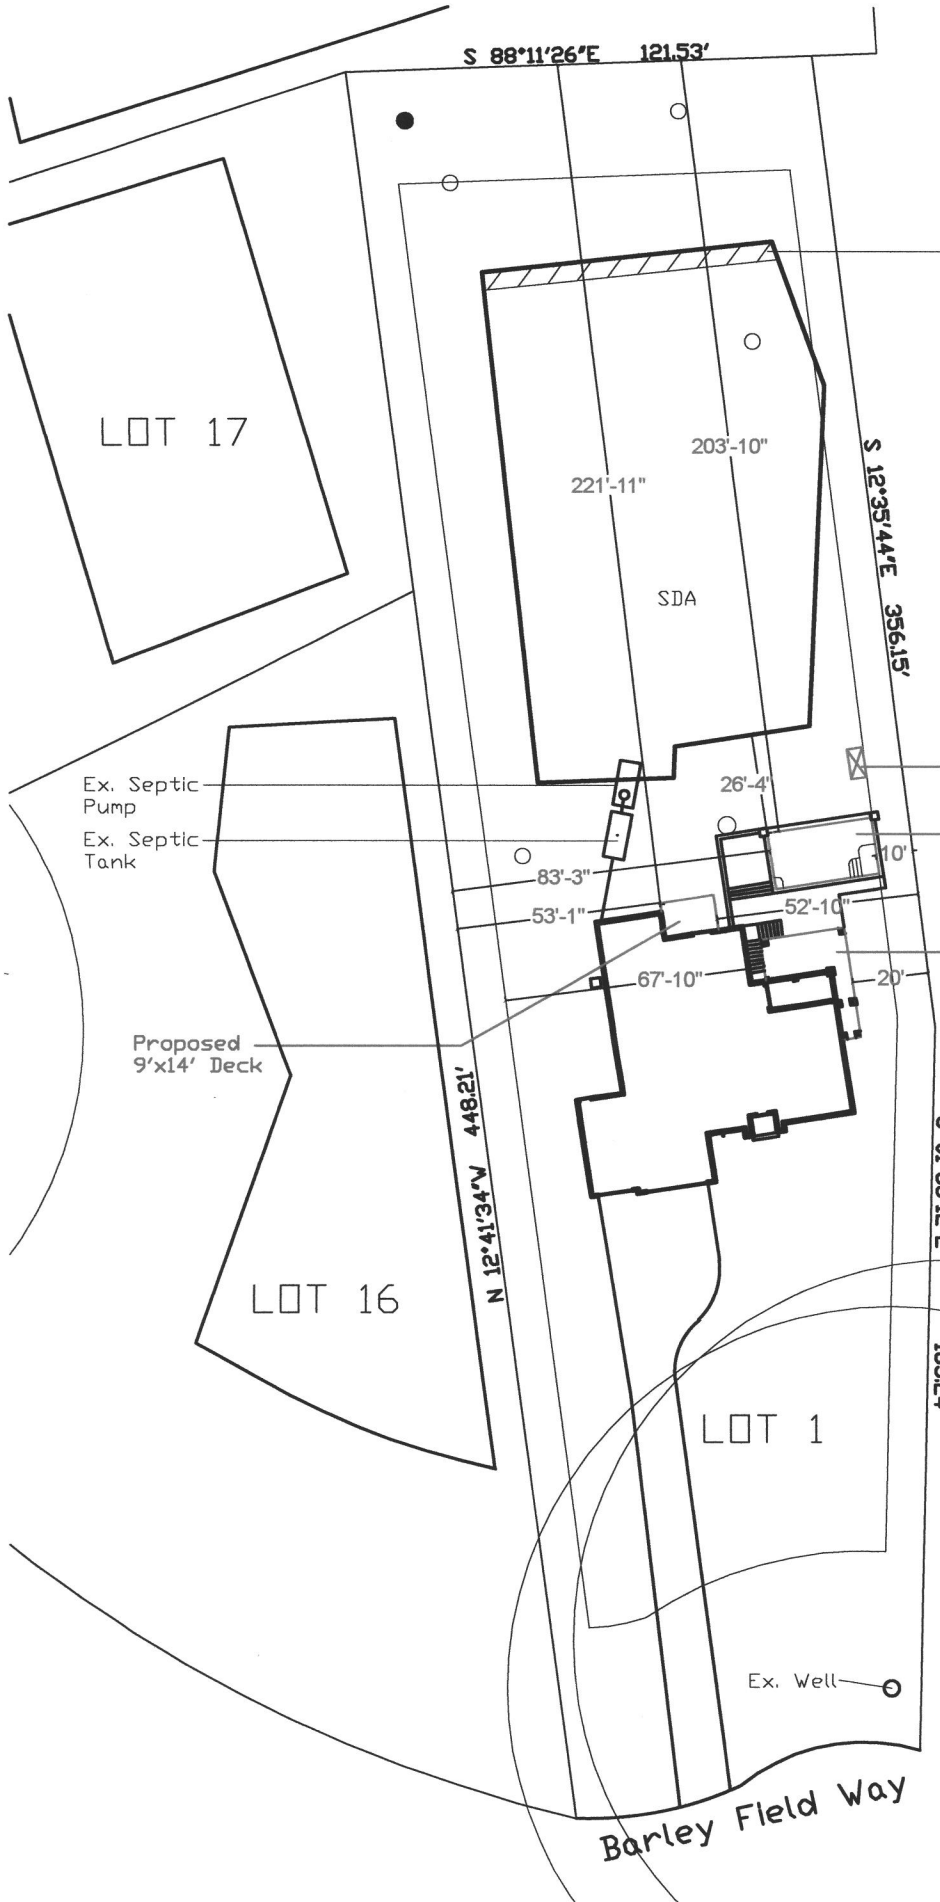 S 88°11'26"E 121.53'
LOT 17
203'-10"
221'-11"
S 12°35'44"E 356.15'
SDA
Ex. Septic
Pump
26'-4"
Ex. Septic
Tank
10'
83'-3"
53'-1"
52'-10"
67'-10"
20'
Proposed
9'x14' Deck
N 12°41'34"W 448.21'
LOT 16
LOT 1
Ex. Well
Barley Field Way